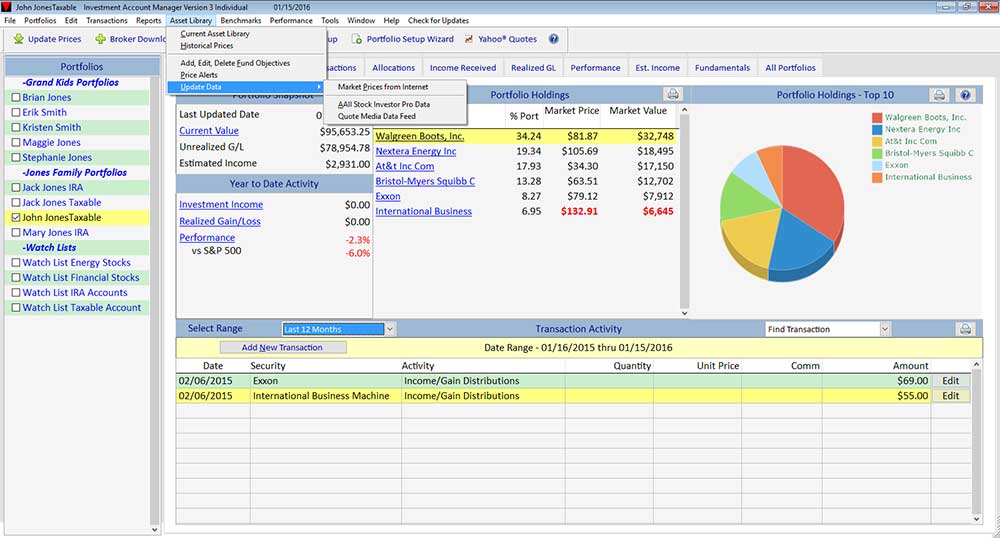 John JonesTaxable Investment Account Manager Version 3 Individual 01/15/2016
File Portfolios Edit Transactions Reports Asset Library Benchmarks Performance Tools Window Help Check for Updates
Update Prices Broker Downlo up Portfolio Setup Wizard Yahoo® Quotes
Current Asset Library
Historical Prices
Add, Edit, Delete Fund Objectives
Price Alerts
Update Data
Market Prices from Internet
AAII Stock Investor Pro Data
Quote Media Data Feed
nsactions Allocations Income Received Realized GL Performance Est. Income Fundamentals All Portfolios
Portfolios
-Grand Kids Portfolios
Brian Jones
Erik Smith
Kristen Smith
Maggie Jones
Stephanie Jones
-Jones Family Portfolios
Jack Jones IRA
Jack Jones Taxable
John JonesTaxable
Mary Jones IRA
-Watch Lists
Watch List Energy Stocks
Watch List Financial Stocks
Watch List IRA Accounts
Watch List Taxable Account
Portfolio Snapshot
Last Updated Date 0
Current Value $95,653.25
Unrealized G/L $78,954.78
Estimated Income $2,931.00
Year to Date Activity
Investment Income $0.00
Realized Gain/Loss $0.00
Performance -2.3%
vs S&P 500 -6.0%
Portfolio Holdings
% Port Market Price Market Value
Walgreen Boots, Inc. 34.24 $81.87 $32,748
Nextera Energy Inc 19.34 $105.69 $18,495
At&t Inc Com 17.93 $34.30 $17,150
Bristol-Myers Squibb C 13.28 $63.51 $12,702
Exxon 8.27 $79.12 $7,912
International Business 6.95 $132.91 $6,645
Portfolio Holdings - Top 10
Walgreen Boots, Inc.
Nextera Energy Inc
At&t Inc Com
Bristol-Myers Squibb C
Exxon
International Business
Select Range Last 12 Months Transaction Activity Find Transaction
Add New Transaction Date Range - 01/16/2015 thru 01/15/2016
Date Security Activity Quantity Unit Price Comm Amount
02/06/2015 Exxon Income/Gain Distributions $69.00 Edit
02/06/2015 International Business Machine Income/Gain Distributions $55.00 Edit